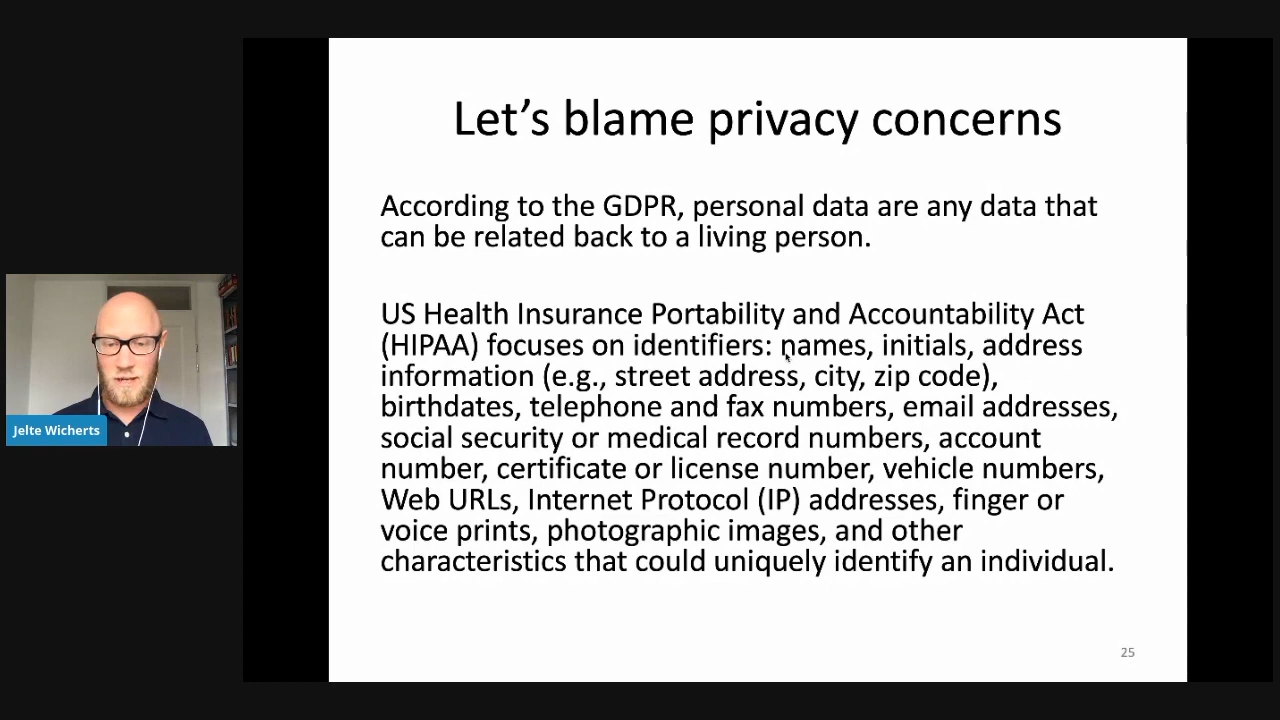 Let's blame privacy concerns
According to the GDPR, personal data are any data that
can be related back to a living person.
US Health Insurance Portability and Accountability Act
(HIPAA) focuses on identifiers: names, initials, address
information (e.g., street address, city, zip code),
birthdates, telephone and fax numbers, email addresses,
social security or medical record numbers, account
number, certificate or license number, vehicle numbers,
Web URLs, Internet Protocol (IP) addresses, finger or
voice prints, photographic images, and other
characteristics that could uniquely identify an individual.
Jelte Wicherts
25